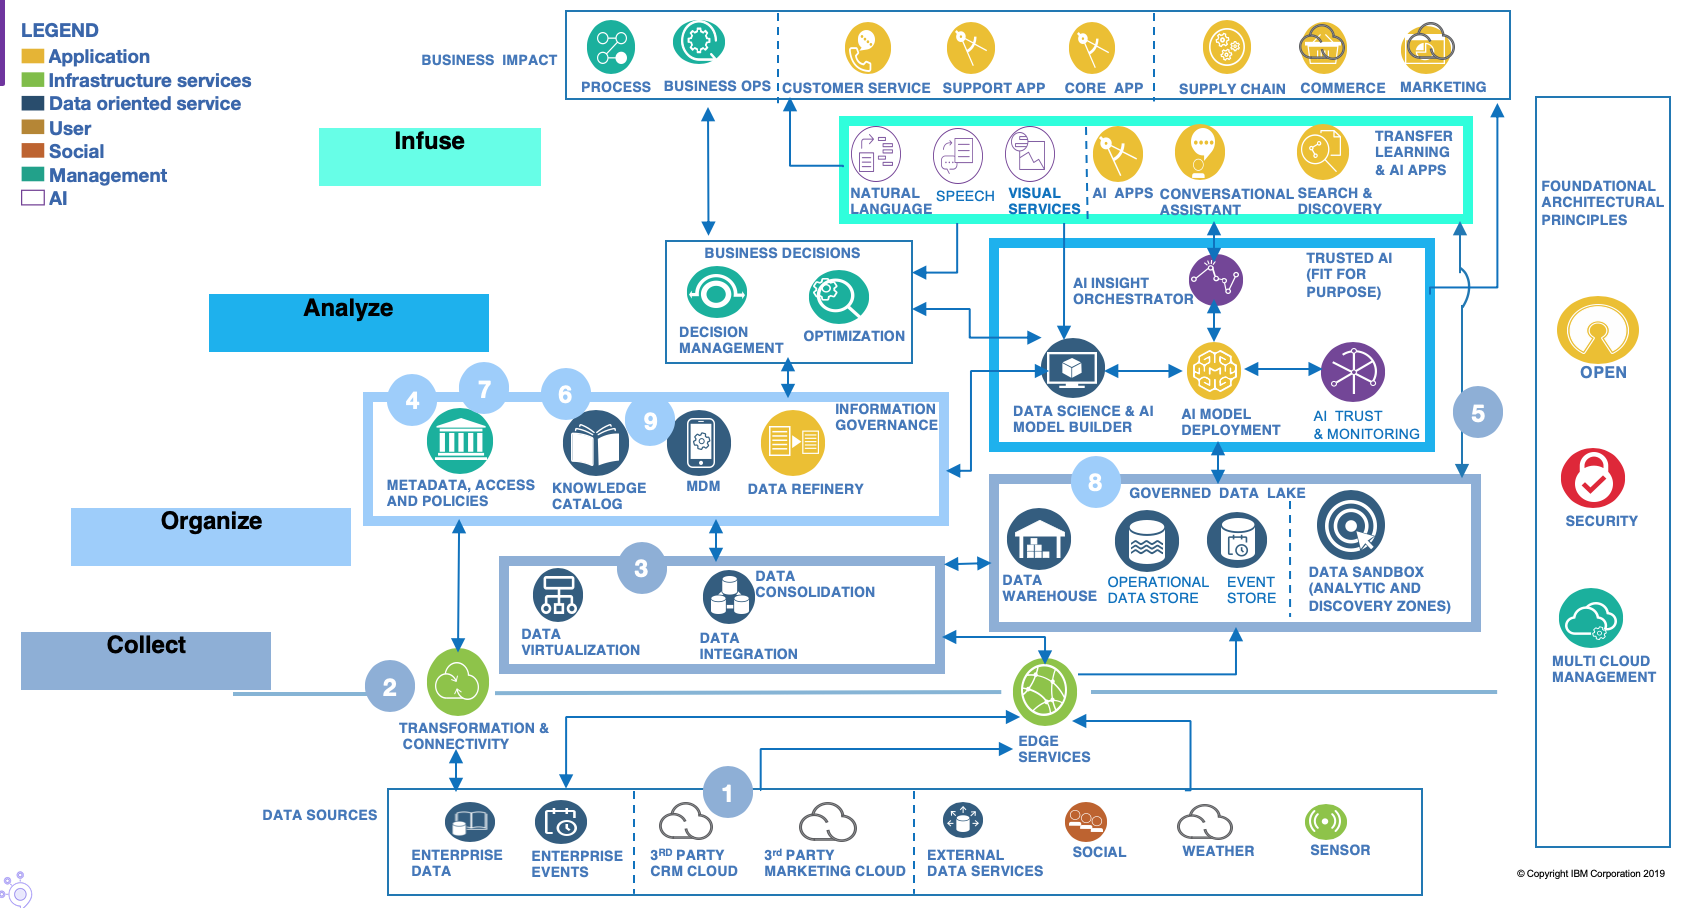 LEGEND
Application
Infrastructure services
Data oriented service
User
Social
Management
AI
BUSINESS IMPACT
PROCESS
BUSINESS OPS
CUSTOMER SERVICE
SUPPORT APP
CORE APP
SUPPLY CHAIN
COMMERCE
MARKETING
Infuse
NATURAL
LANGUAGE
SPEECH
VISUAL
SERVICES
AI APPS
CONVERSATIONAL
ASSISTANT
SEARCH &
DISCOVERY
TRANSFER
LEARNING
& AI APPS
FOUNDATIONAL
ARCHITECTURAL
PRINCIPLES
OPEN
SECURITY
MULTI CLOUD
MANAGEMENT
Analyze
BUSINESS DECISIONS
DECISION
MANAGEMENT
OPTIMIZATION
AI INSIGHT
ORCHESTRATOR
TRUSTED AI
(FIT FOR
PURPOSE)
DATA SCIENCE & AI
MODEL BUILDER
AI MODEL
DEPLOYMENT
AI TRUST
& MONITORING
5
Organize
4
7
6
9
INFORMATION
GOVERNANCE
METADATA, ACCESS
AND POLICIES
KNOWLEDGE
CATALOG
MDM
DATA REFINERY
8
GOVERNED DATA LAKE
DATA
WAREHOUSE
OPERATIONAL
DATA STORE
EVENT
STORE
DATA SANDBOX
(ANALYTIC AND
DISCOVERY ZONES)
Collect
3
DATA
VIRTUALIZATION
DATA
CONSOLIDATION
DATA
INTEGRATION
2
TRANSFORMATION &
CONNECTIVITY
EDGE
SERVICES
1
DATA SOURCES
ENTERPRISE
DATA
ENTERPRISE
EVENTS
3RD PARTY
CRM CLOUD
3rd PARTY
MARKETING CLOUD
EXTERNAL
DATA SERVICES
SOCIAL
WEATHER
SENSOR
© Copyright IBM Corporation 2019